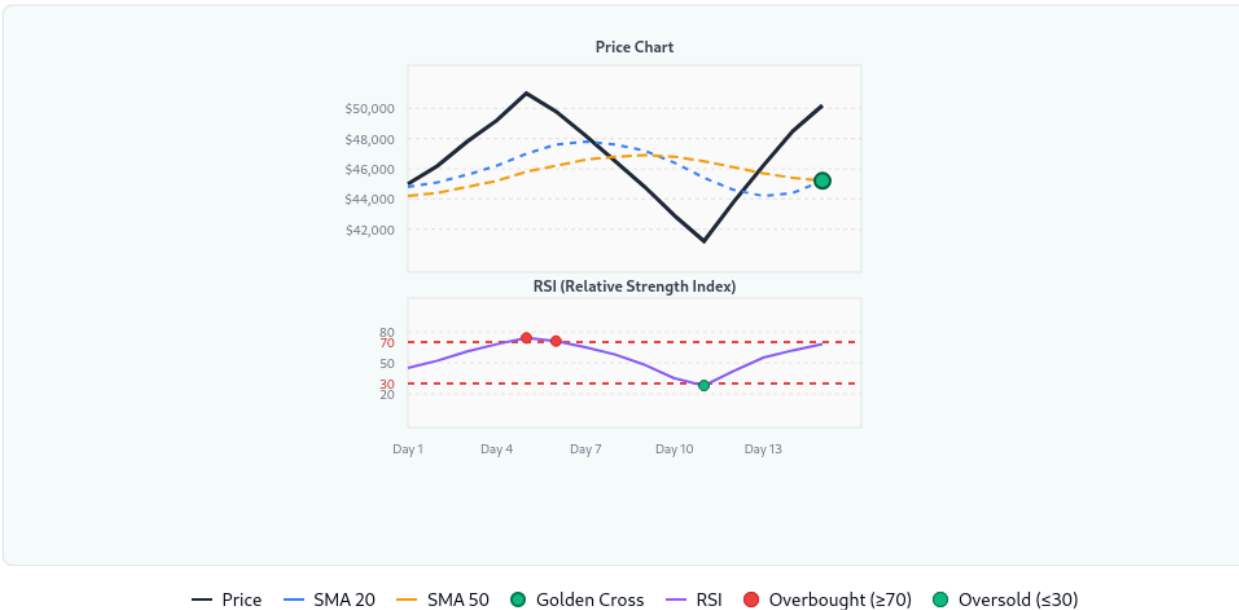 Price Chart
$50,000
$48,000
$46,000
$44,000
$42,000
RSI (Relative Strength Index)
80
70
50
30
20
Day 1 Day 4 Day 7 Day 10 Day 13
Price SMA 20 SMA 50 Golden Cross RSI Overbought (≥70) Oversold (≤30)